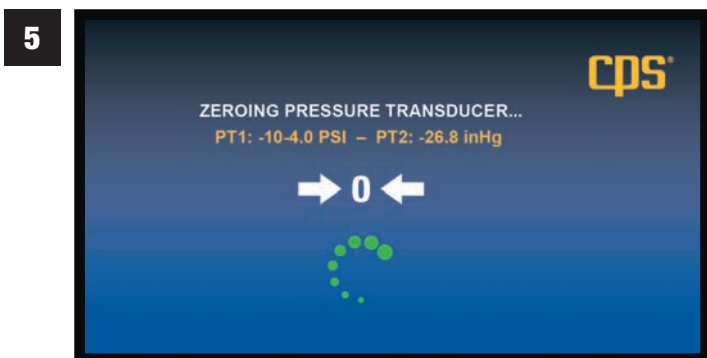 5
cps®
ZEROING PRESSURE TRANSDUCER...
PT1: -10-4.0 PSI – PT2: -26.8 inHg
0